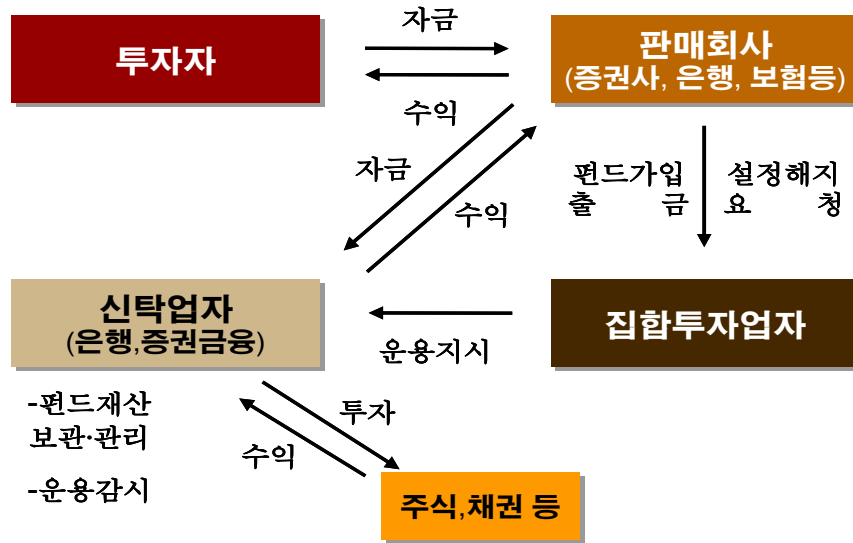 자금
투자자
판매회사
(증권사, 은행, 보험등)
수익
자금
수익
펀드가입
출 금
설정해지
요 청
신탁업자
(은행,증권금융)
집합투자업자
운용지시
-펀드재산
보관·관리
-운용감시
투자
수익
주식,채권 등